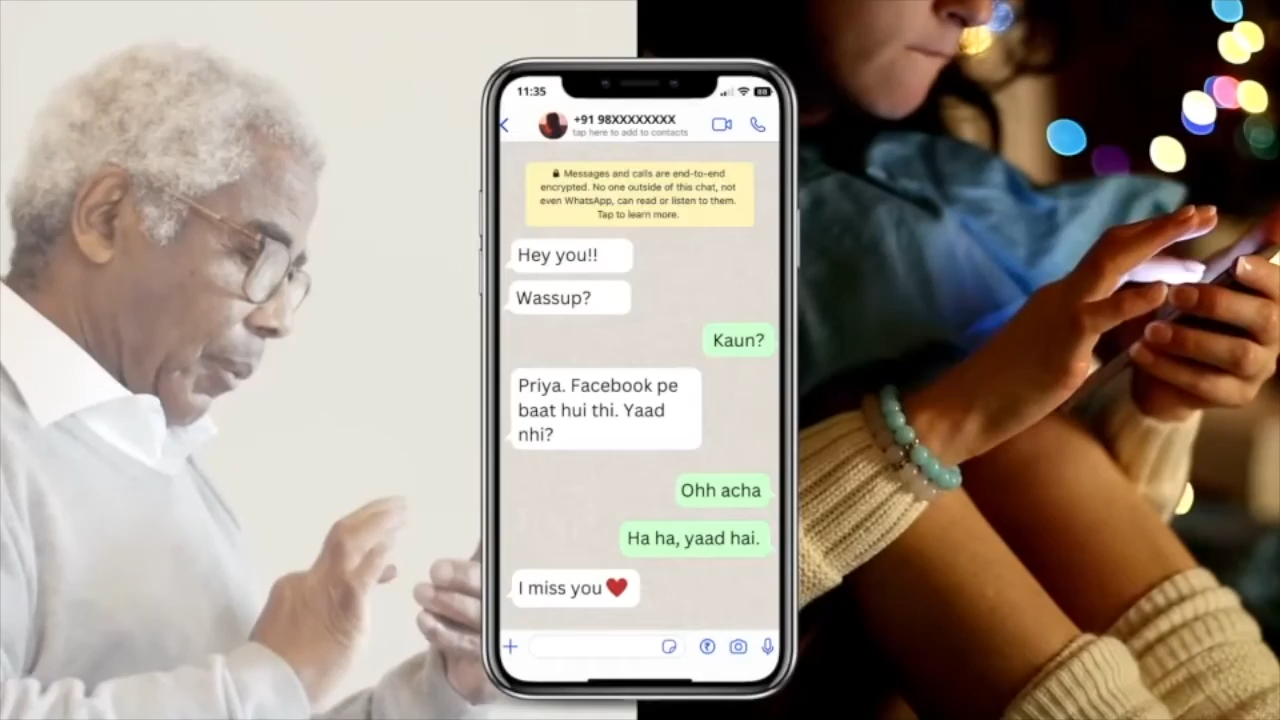 11:35
88
+91 98XXXXXXXX
tap here to add to contacts
Messages and calls are end-to-end
encrypted. No one outside of this chat, not
even WhatsApp, can read or listen to them.
Tap to learn more.
Hey you!!
Wassup?
Kaun?
Priya. Facebook pe
baat hui thi. Yaad
nhi?
Ohh acha
Ha ha, yaad hai.
I miss you ❤️